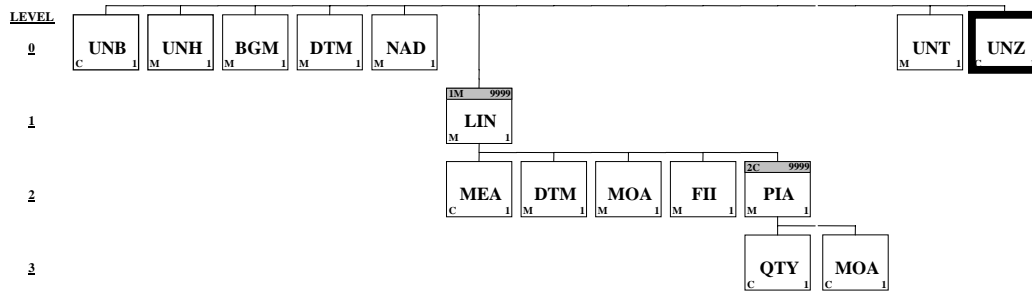 LEVEL
0
UNB
C 1
UNH
M 1
BGM
M 1
DTM
M 1
NAD
M 1
UNT
M 1
UNZ
C 1
1
1M 9999
LIN
M 1
2
MEA
C 1
DTM
M 1
MOA
M 1
FII
M 1
2C 9999
PIA
M 1
3
QTY
C 1
MOA
C 1